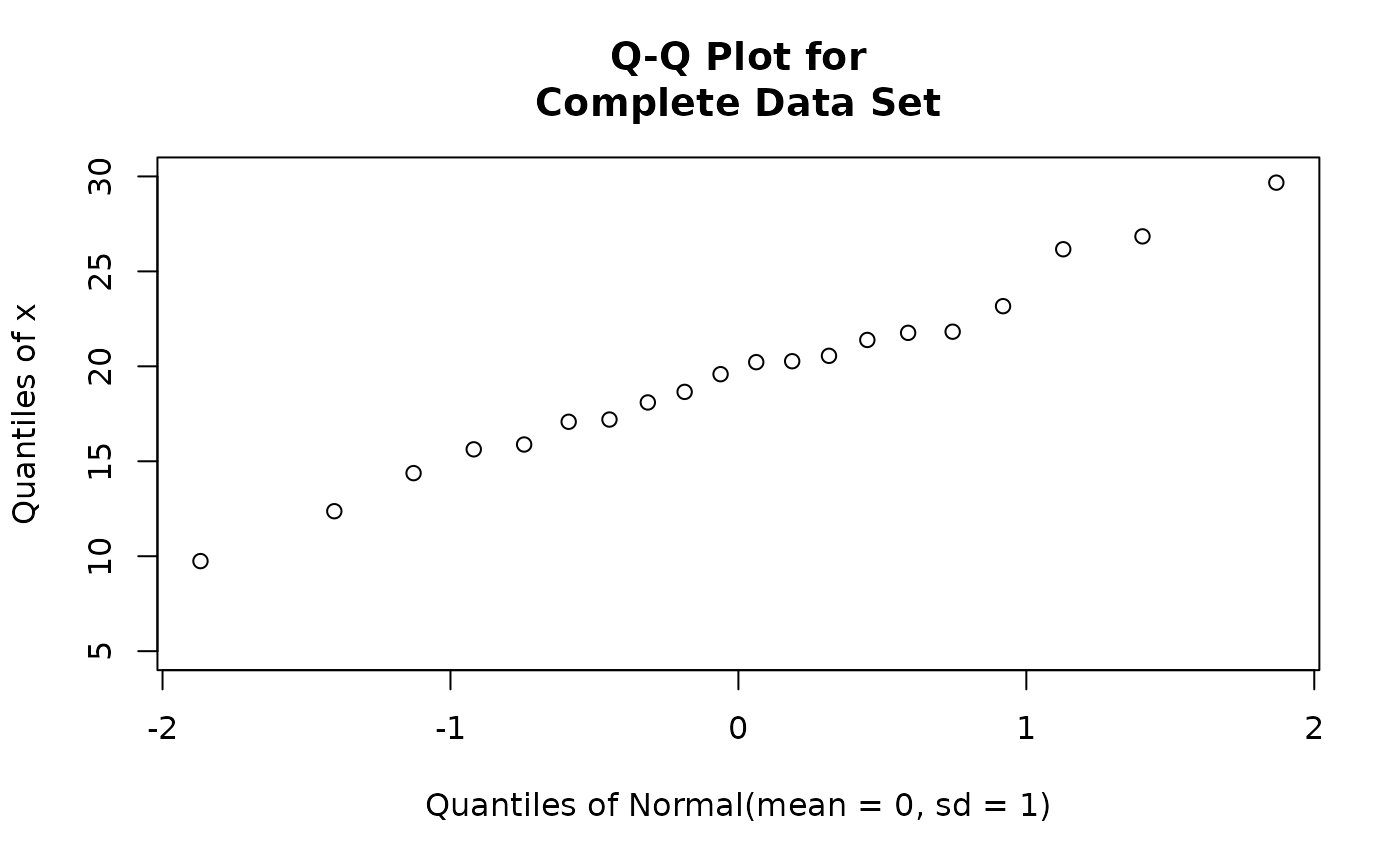 Q-Q Plot for
Complete Data Set
Quantiles of x
30
25
20
15
10
5
-2 -1 0 1 2
Quantiles of Normal(mean = 0, sd = 1)